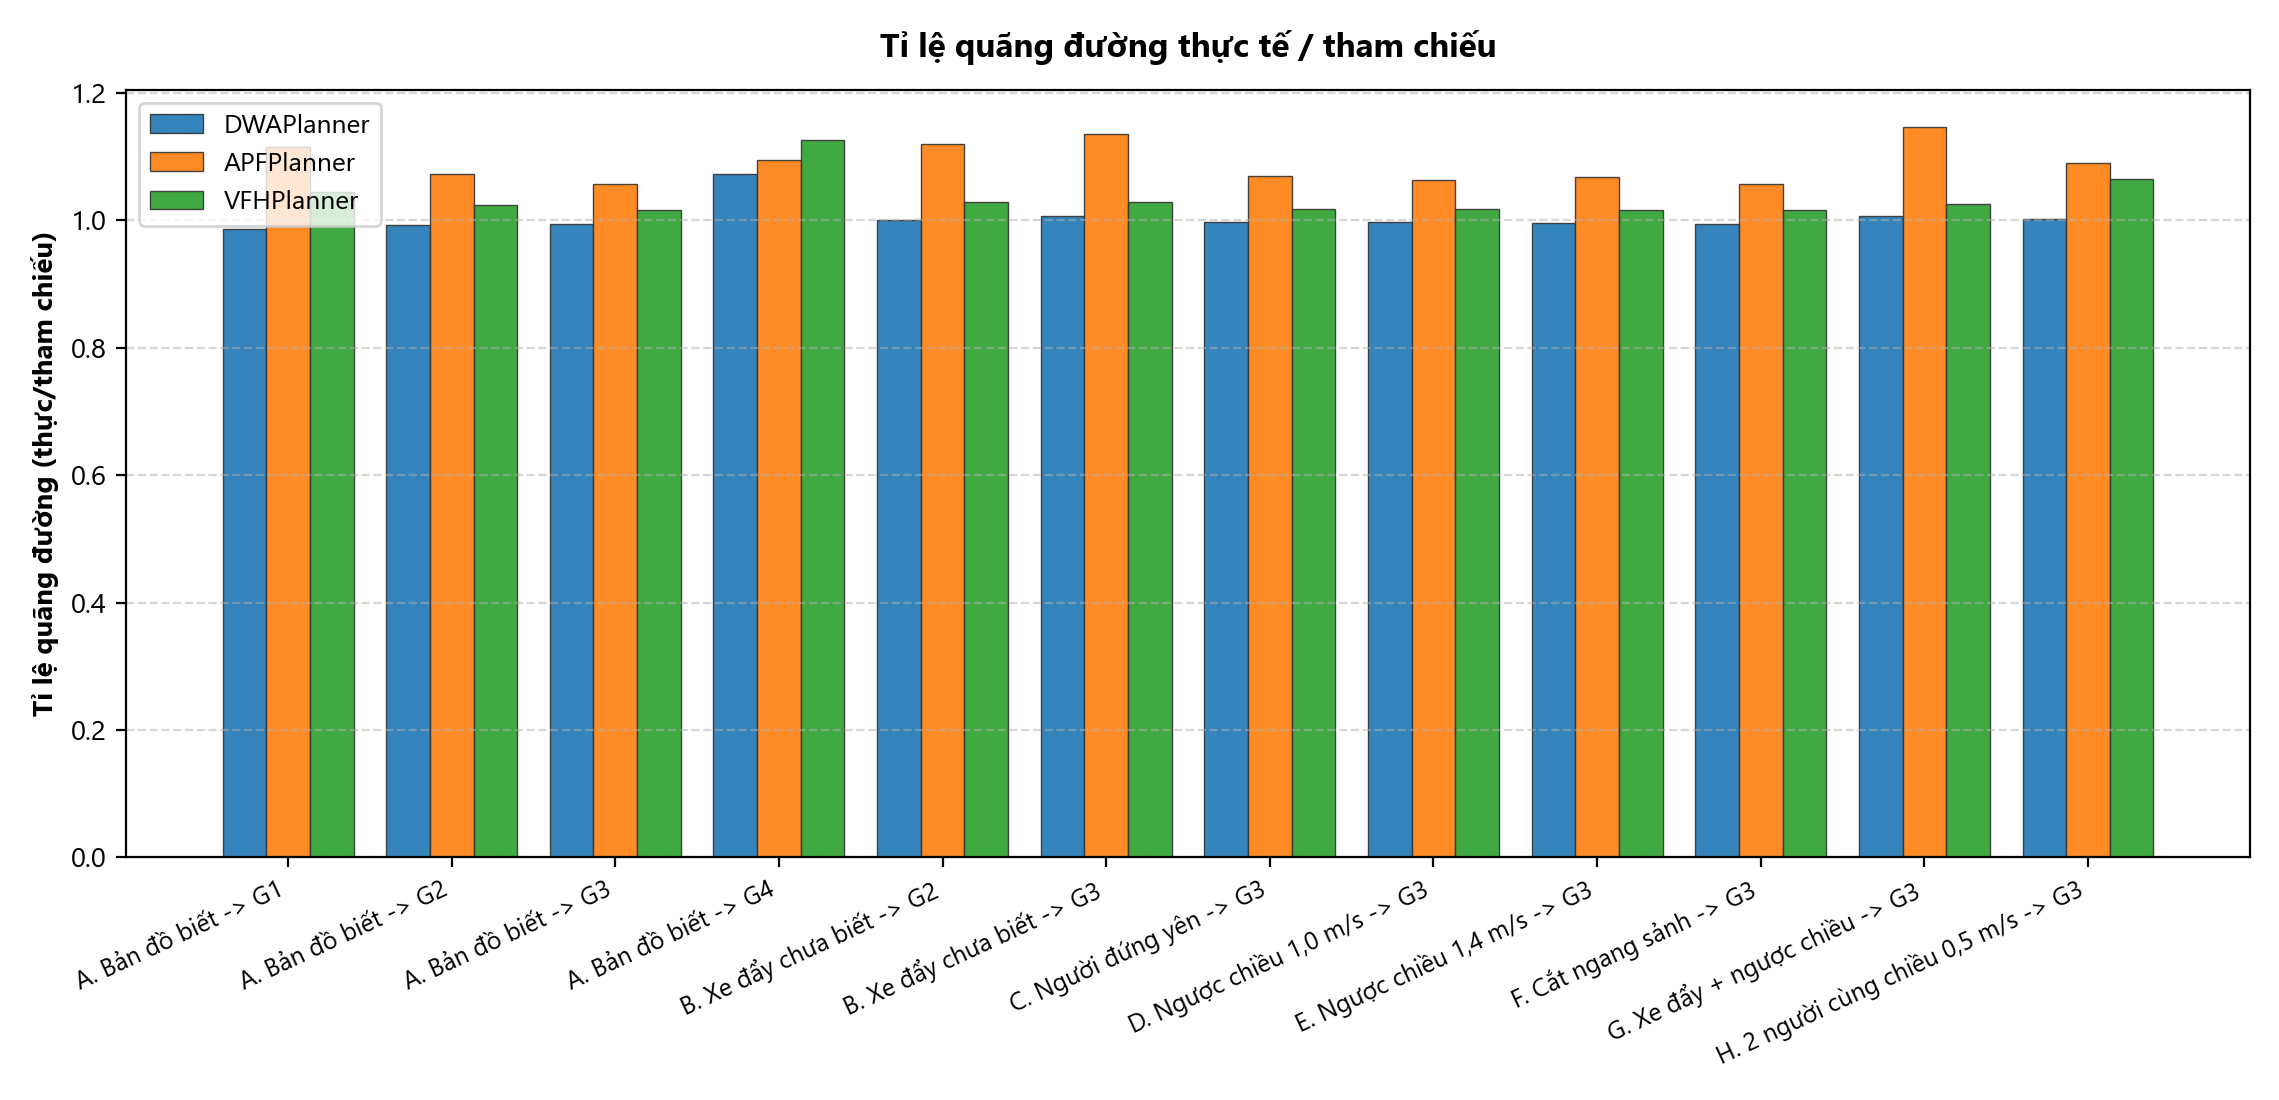 Tỉ lệ quãng đường thực tế / tham chiếu
Tỉ lệ quãng đường (thực/tham chiếu)
1.2
1.0
0.8
0.6
0.4
0.2
0.0
DWAPlanner
APFPlanner
VFHPlanner
A. Bản đồ biết -> G1
A. Bản đồ biết -> G2
A. Bản đồ biết -> G3
A. Bản đồ biết -> G4
B. Xe đẩy chưa biết -> G2
B. Xe đẩy chưa biết -> G3
C. Người đứng yên -> G3
D. Ngược chiều 1,0 m/s -> G3
E. Ngược chiều 1,4 m/s -> G3
F. Cắt ngang sảnh -> G3
G. Xe đẩy + ngược chiều -> G3
H. 2 người cùng chiều 0,5 m/s -> G3